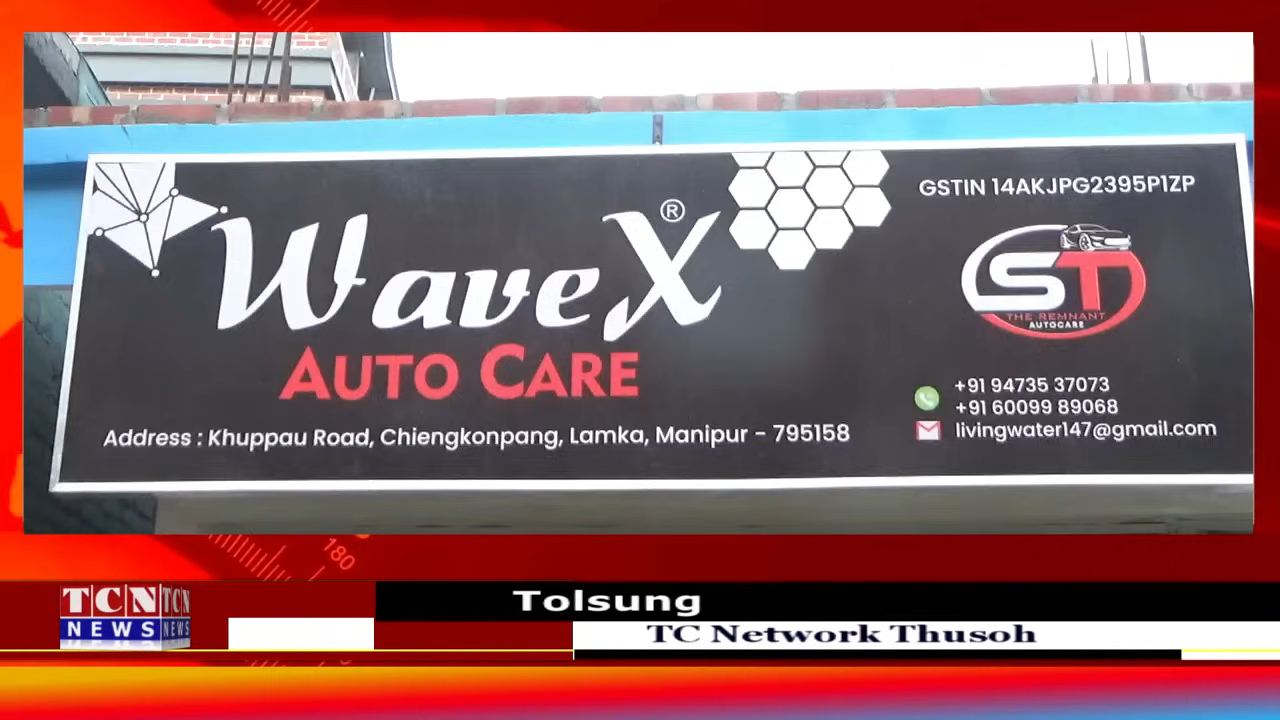 GSTIN 14AKJPG2395P1ZP
WaveX ®
AUTO CARE
ST
THE REMNANT
AUTOCARE
+91 94735 37073
+91 60099 89068
livingwater147@gmail.com
Address : Khuppau Road, Chiengkonpang, Lamka, Manipur - 795158
180
TCN TCN
NEWS NEWS
Tolsung
TC Network Thusoh